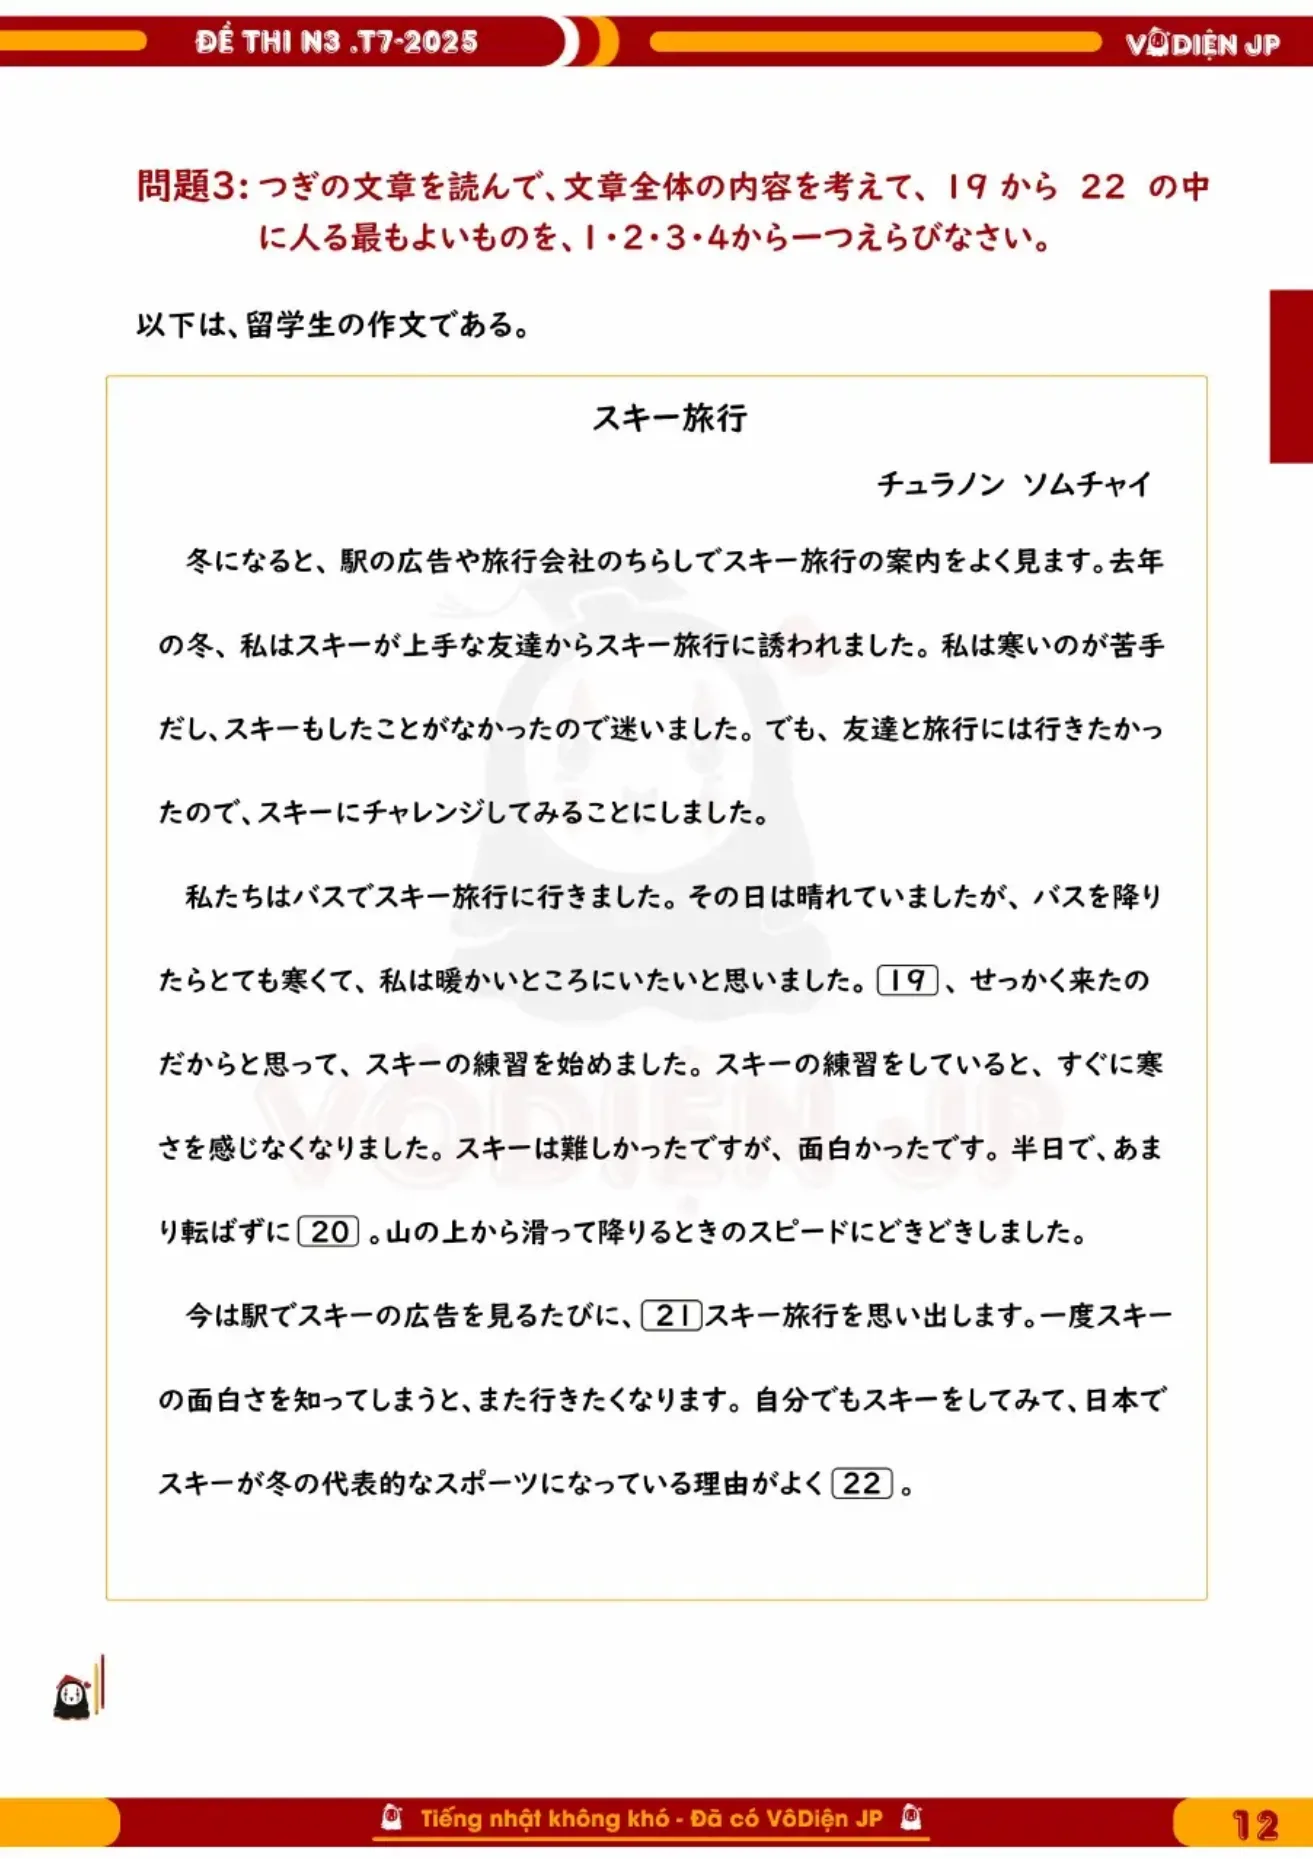 ĐỀ THI N3 .T7-2025
VÔDIỆN JP
問題3: つぎの文章を読んで、文章全体の内容を考えて、 19 から 22 の中
に人る最もよいものを、1・2・3・4から一つえらびなさい。
以下は、留学生の作文である。
スキー旅行
チュラノン ソムチャイ
冬になると、駅の広告や旅行会社のちらしでスキー旅行の案内をよく見ます。去年
の冬、私はスキーが上手な友達からスキー旅行に誘われました。私は寒いのが苦手
だし、スキーもしたことがなかったので迷いました。でも、友達と旅行には行きたかっ
たので、スキーにチャレンジしてみることにしました。
私たちはバスでスキー旅行に行きました。その日は晴れていましたが、バスを降り
たらとても寒くて、私は暖かいところにいたいと思いました。 19 、せっかく来たの
だからと思って、スキーの練習を始めました。スキーの練習をしていると、すぐに寒
さを感じなくなりました。スキーは難しかったですが、面白かったです。半日で、あま
り転ばずに 20 。山の上から滑って降りるときのスピードにどきどきしました。
今は駅でスキーの広告を見るたびに、 21 スキー旅行を思い出します。一度スキー
の面白さを知ってしまうと、また行きたくなります。自分でもスキーをしてみて、日本で
スキーが冬の代表的なスポーツになっている理由がよく 22 。
VÔDIỆN JP
Tiếng nhật không khó - Đã có VôDiện JP
12